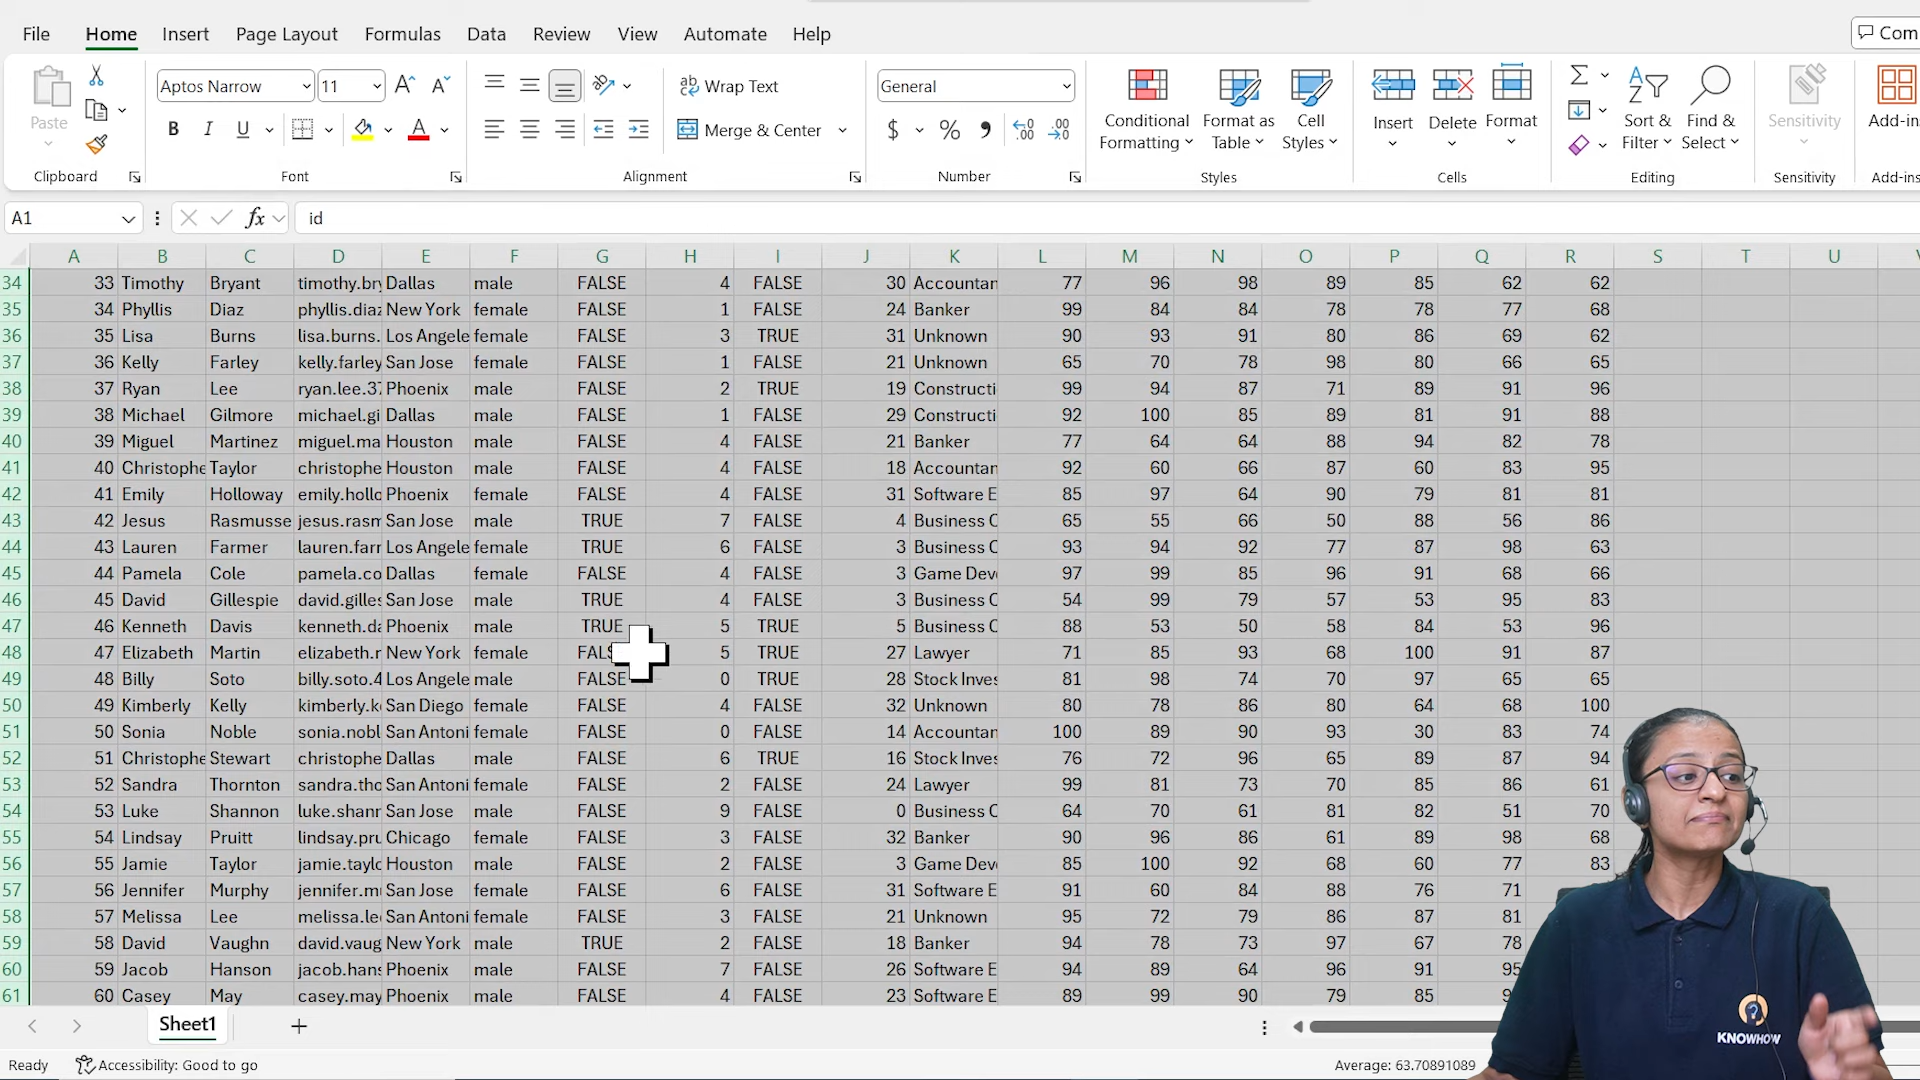 File Home Insert Page Layout Formulas Data Review View Automate Help Com
Paste
Aptos Narrow 11
Wrap Text
Merge & Center
General
Conditional Formatting
Format as Table
Cell Styles
Insert Delete Format
Sort & Filter
Find & Select
Sensitivity
Add-ins
Clipboard Font Alignment Number Styles Cells Editing Sensitivity Add-ins
A1 fx id
A B C D E F G H I J K L M N O P Q R S T U
34 33 Timothy Bryant timothy.bry Dallas male FALSE 4 FALSE 30 Accountan 77 96 98 89 85 62 62
35 34 Phyllis Diaz phyllis.diaz New York female FALSE 1 FALSE 24 Banker 99 84 84 78 78 77 68
36 35 Lisa Burns lisa.burns. Los Angele female FALSE 3 TRUE 31 Unknown 90 93 91 80 86 69 62
37 36 Kelly Farley kelly.farley San Jose female FALSE 1 FALSE 21 Unknown 65 70 78 98 80 66 65
38 37 Ryan Lee ryan.lee.37 Phoenix male FALSE 2 TRUE 19 Constructi 99 94 87 71 89 91 96
39 38 Michael Gilmore michael.gi Dallas male FALSE 1 FALSE 29 Constructi 92 100 85 89 81 91 88
40 39 Miguel Martinez miguel.ma Houston male FALSE 4 FALSE 21 Banker 77 64 64 88 94 82 78
41 40 Christophe Taylor christophe Houston male FALSE 4 FALSE 18 Accountan 92 60 66 87 60 83 95
42 41 Emily Holloway emily.hollo Phoenix female FALSE 4 FALSE 31 Software E 85 97 64 90 79 81 81
43 42 Jesus Rasmusse jesus.rasm San Jose male TRUE 7 FALSE 4 Business C 65 55 66 50 88 56 86
44 43 Lauren Farmer lauren.farr Los Angele female TRUE 6 FALSE 3 Business C 93 94 92 77 87 98 63
45 44 Pamela Cole pamela.co Dallas female FALSE 4 FALSE 3 Game Deve 97 99 85 96 91 68 66
46 45 David Gillespie david.gilles San Jose male TRUE 4 FALSE 3 Business C 54 99 79 57 53 95 83
47 46 Kenneth Davis kenneth.da Phoenix male TRUE 5 TRUE 5 Business C 88 53 50 58 84 53 96
48 47 Elizabeth Martin elizabeth.r New York female FALS 5 TRUE 27 Lawyer 71 85 93 68 100 91 87
49 48 Billy Soto billy.soto.4 Los Angele male FALSE 0 TRUE 28 Stock Inves 81 98 74 70 97 65 65
50 49 Kimberly Kelly kimberly.k San Diego female FALSE 4 FALSE 32 Unknown 80 78 86 80 64 68 100
51 50 Sonia Noble sonia.nobl San Antoni female FALSE 0 FALSE 14 Accountan 100 89 90 93 30 83 74
52 51 Christophe Stewart christophe Dallas male FALSE 6 TRUE 16 Stock Inves 76 72 96 65 89 87 94
53 52 Sandra Thornton sandra.tho San Antoni female FALSE 2 FALSE 24 Lawyer 99 81 73 70 85 86 61
54 53 Luke Shannon luke.shann San Jose male FALSE 9 FALSE 0 Business C 64 70 61 81 82 51 70
55 54 Lindsay Pruitt lindsay.pru Chicago female FALSE 3 FALSE 32 Banker 90 96 86 61 89 98 68
56 55 Jamie Taylor jamie.taylo Houston male FALSE 2 FALSE 3 Game Deve 85 100 92 68 60 77 83
57 56 Jennifer Murphy jennifer.m San Jose female FALSE 6 FALSE 31 Software E 91 60 84 88 76 71
58 57 Melissa Lee melissa.lee San Antoni female FALSE 3 FALSE 21 Unknown 95 72 79 86 87 81
59 58 David Vaughn david.vaug New York male TRUE 2 FALSE 18 Banker 94 78 73 97 67 78
60 59 Jacob Hanson jacob.hans Phoenix male FALSE 7 FALSE 26 Software E 94 89 64 96 91 95
61 60 Casey May casey.may Phoenix male FALSE 4 FALSE 23 Software E 89 99 90 79 85
KNOWHOW
Sheet1
Ready Accessibility: Good to go Average: 63.70891089